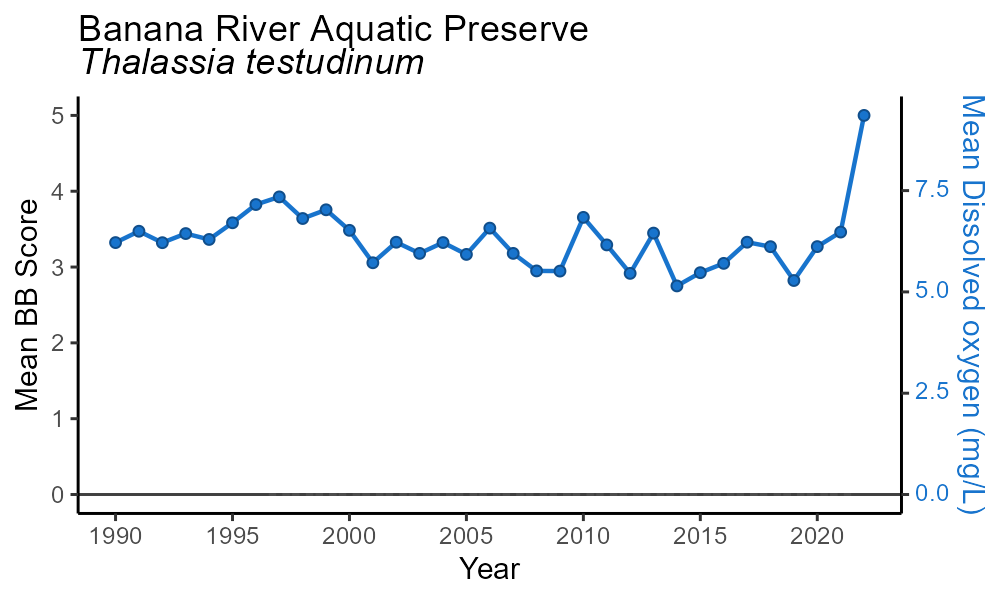 Banana River Aquatic Preserve
Thalassia testudinum
Mean BB Score
5
4
3
2
1
0
7.5
5.0
2.5
0.0
Mean Dissolved oxygen (mg/L)
1990 1995 2000 2005 2010 2015 2020
Year